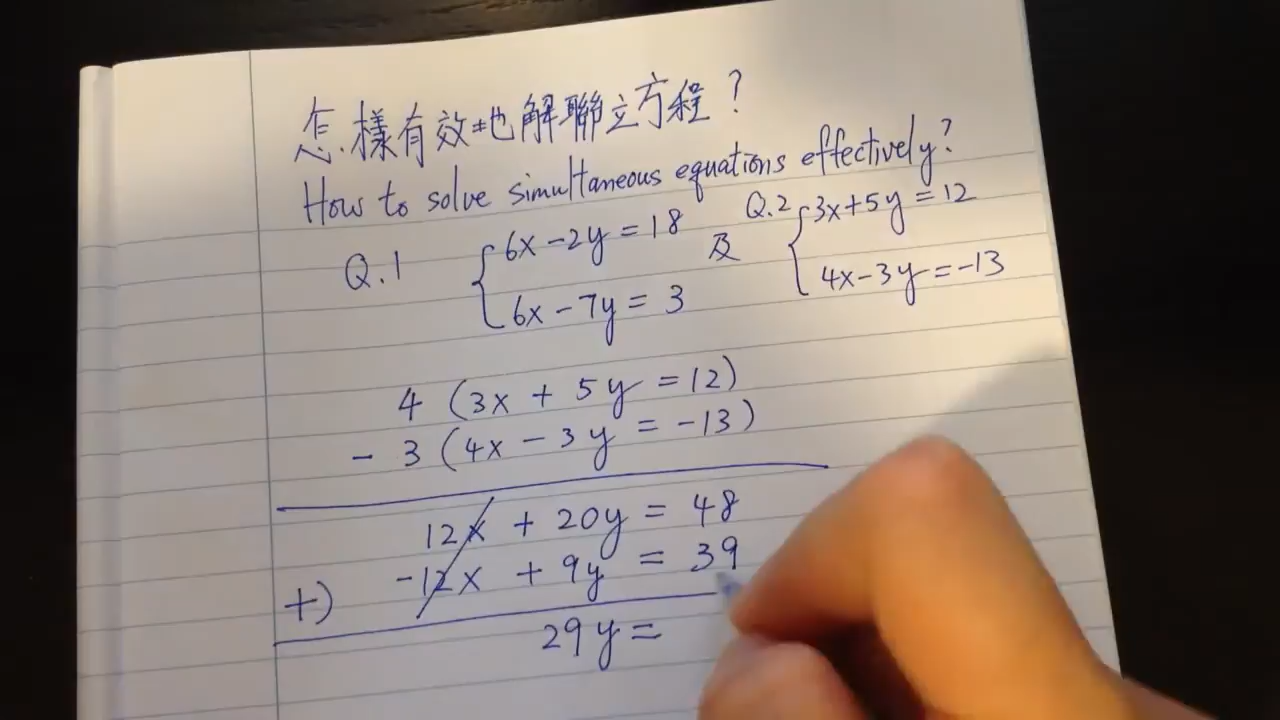 怎樣有效地解聯立方程？
How to solve simultaneous equations effectively?
Q.1 { 6x - 2y = 18 及 Q.2 { 3x + 5y = 12
6x - 7y = 3 4x - 3y = -13
4 (3x + 5y = 12)
- 3 (4x - 3y = -13)
12x + 20y = 48
+) -12x + 9y = 39
29y =